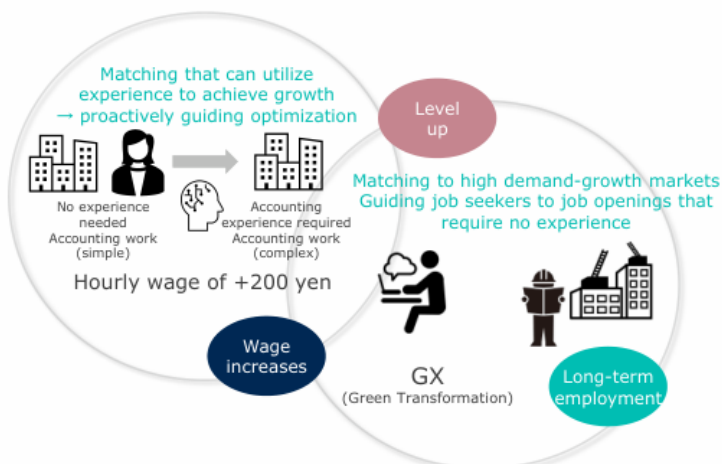 Matching that can utilize
experience to achieve growth
→ proactively guiding optimization
No experience
needed
Accounting work
(simple)
Accounting
experience required
Accounting work
(complex)
Hourly wage of +200 yen
Level
up
Matching to high demand-growth markets
Guiding job seekers to job openings that
require no experience
Wage
increases
GX
(Green Transformation)
Long-term
employment